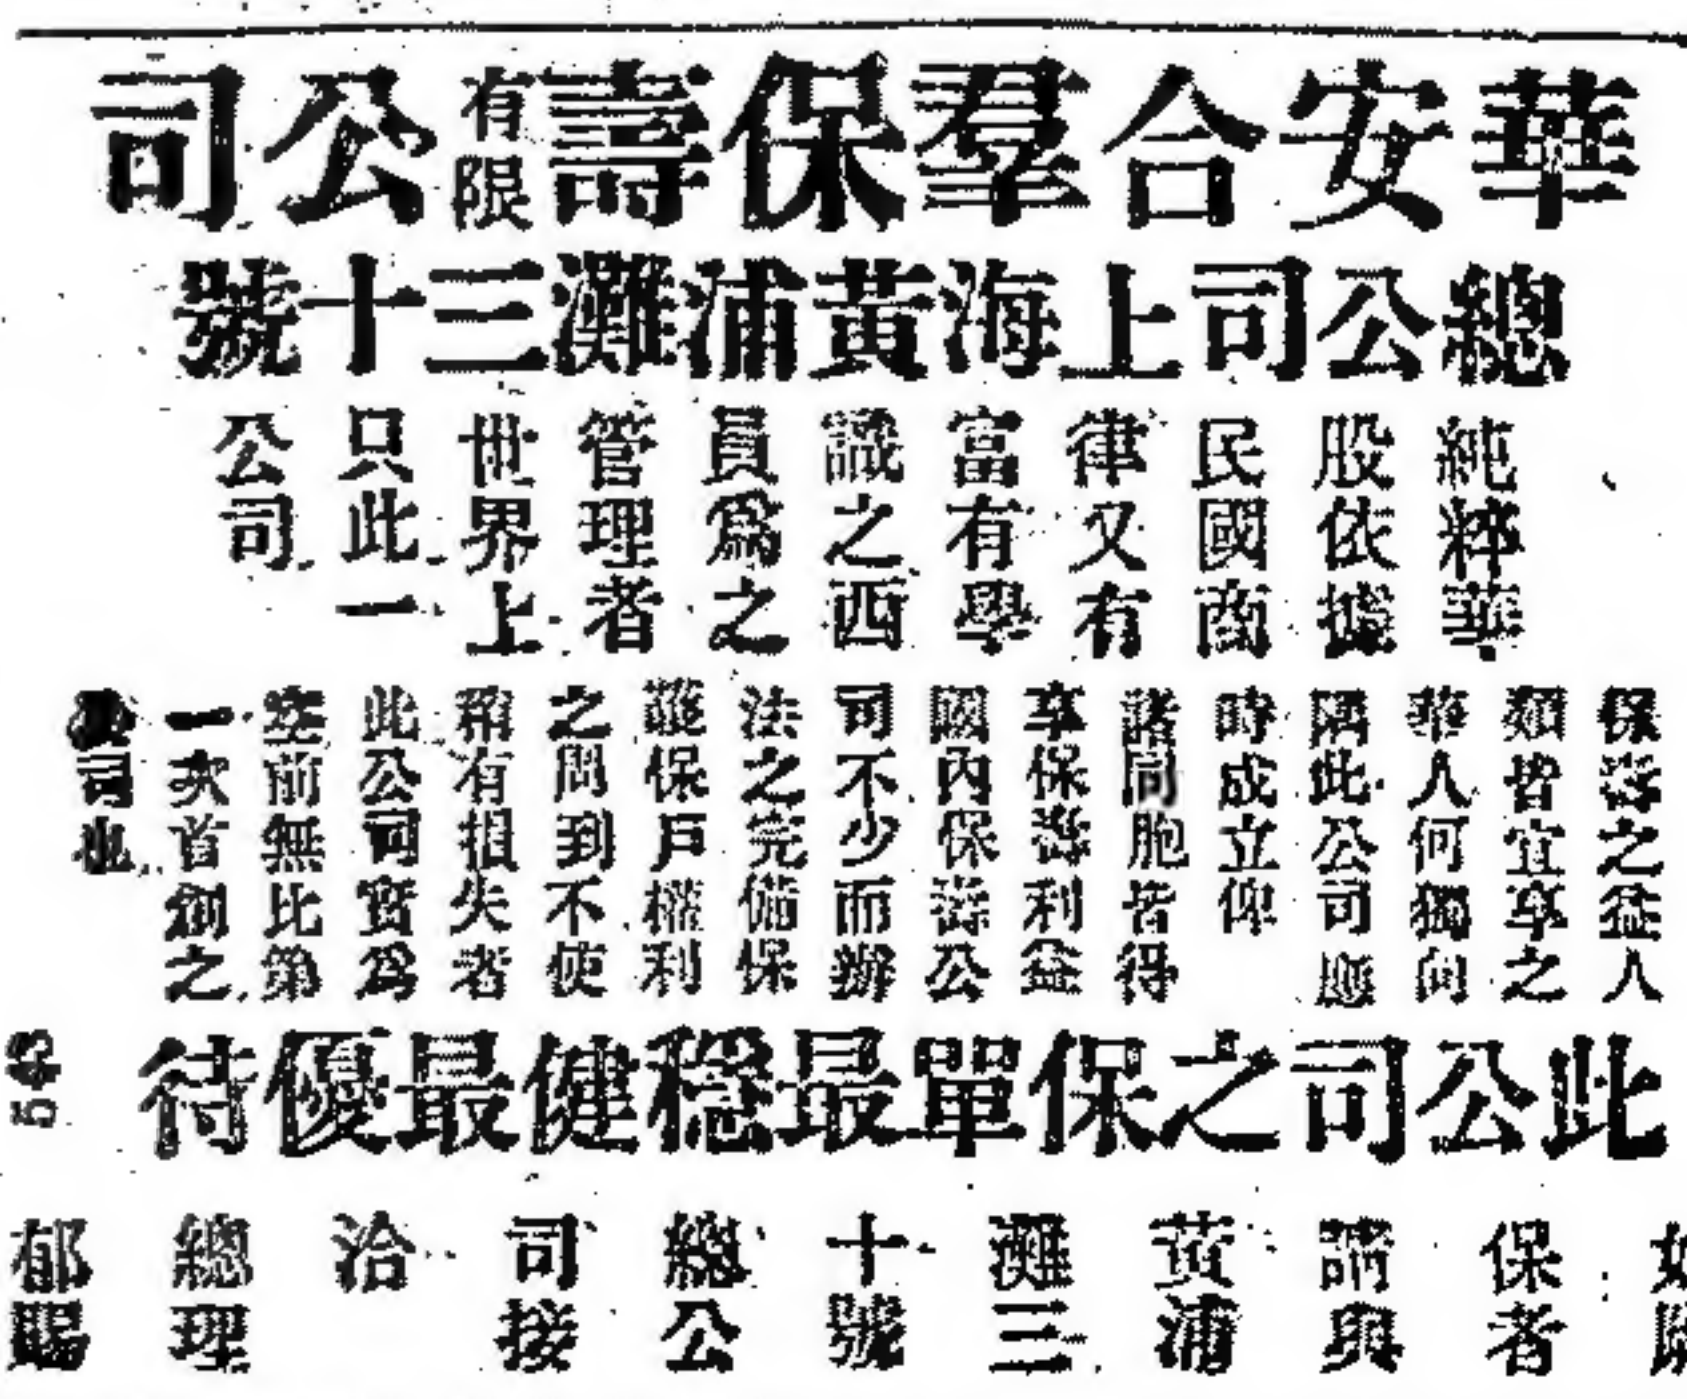 華安合羣保壽有限公司
總公司上海黃浦灘三十號
純粹華
股依據
民國商
律又有
富有學
識之西
員爲之
管理者
世界上
只此一
公司
保壽之益人
類皆宜享之
華人何獨向
隅此公司應
時成立俾
諸同胞皆得
享保壽利益
國內保壽公
司不少而辦
法之完備保
護保戶權利
之周到不使
稍有損失者
此公司實爲
空前無比第
一次首創之
公司也
此公司之保單最穩健最優待
543
如願
保者
請與
黃浦
灘三
十號
總公
司接
洽
總理
郁賜